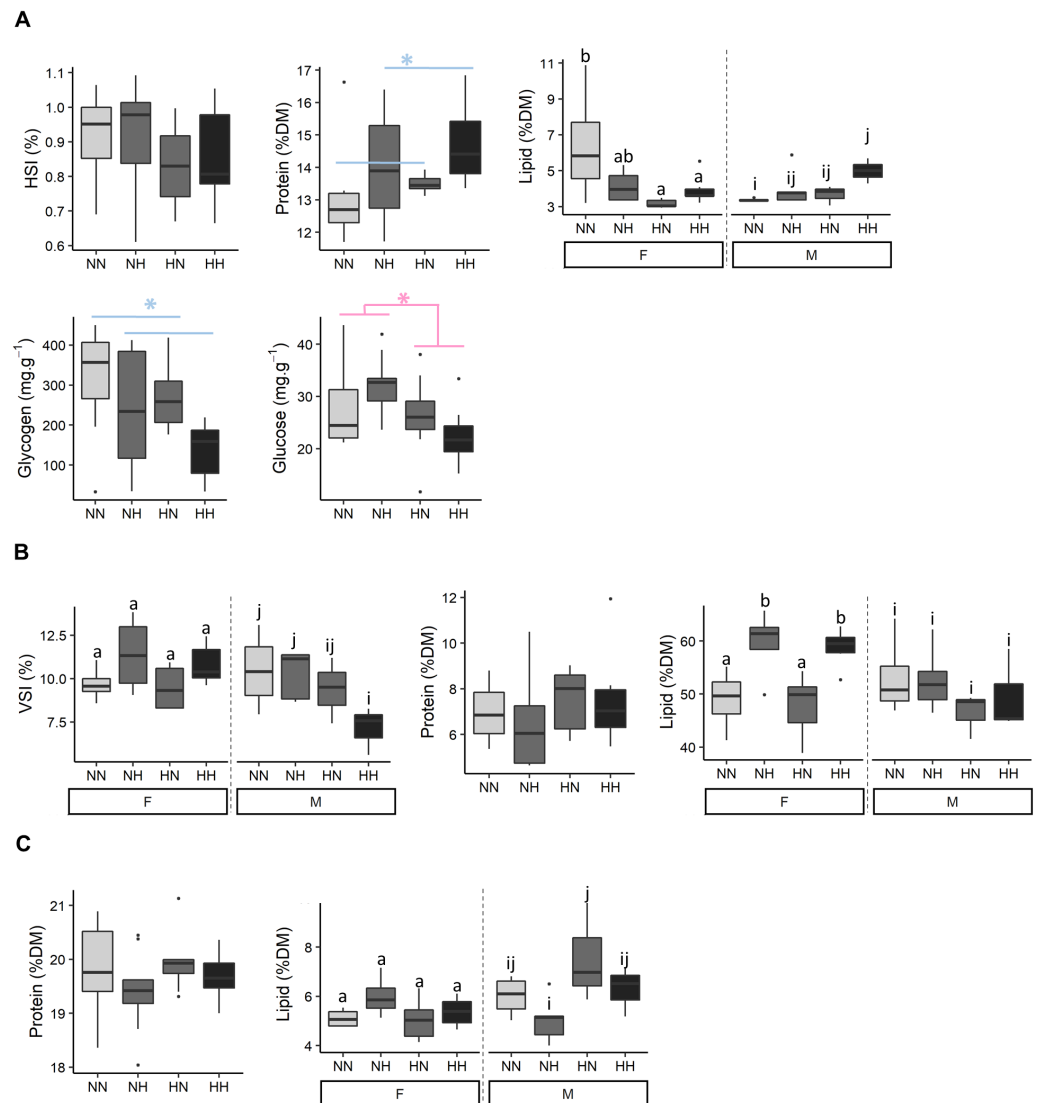 A
HSI (%)
1.1
1.0
0.9
0.8
0.7
0.6
NN NH HN HH
Protein (%DM)
17
16
15
14
13
12
*
NN NH HN HH
Lipid (%DM)
11
9
7
5
3
b ab a a i ij ij j
NN NH HN HH NN NH HN HH
F M
Glycogen (mg.g⁻¹)
400
300
200
100
*
NN NH HN HH
Glucose (mg.g⁻¹)
40
30
20
*
NN NH HN HH
B
VSI (%)
12.5
10.0
7.5
a a a a j j ij i
NN NH HN HH NN NH HN HH
F M
Protein (%DM)
12
10
8
6
NN NH HN HH
Lipid (%DM)
60
50
40
a b a b i i i i
NN NH HN HH NN NH HN HH
F M
C
Protein (%DM)
21
20
19
18
NN NH HN HH
Lipid (%DM)
8
6
4
a a a a ij i j ij
NN NH HN HH NN NH HN HH
F M